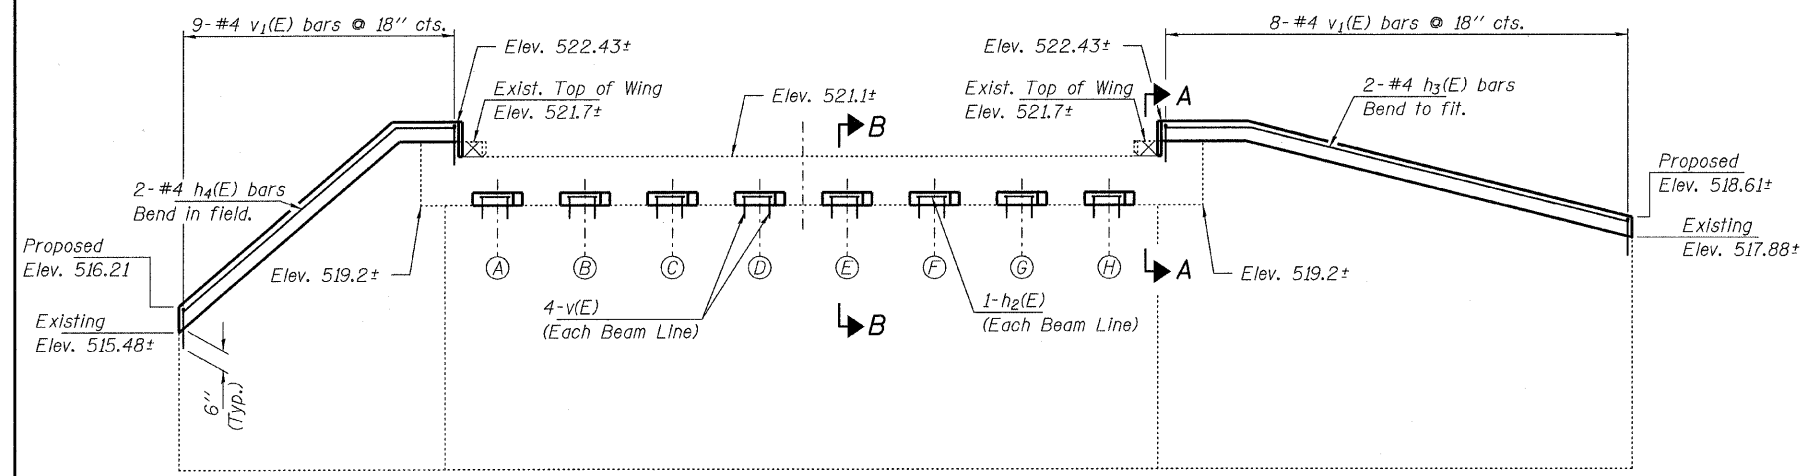 9-#4 v1(E) bars @ 18" cts.
8-#4 v1(E) bars @ 18" cts.
Elev. 522.43±
Elev. 522.43±
Exist. Top of Wing
Elev. 521.7±
Elev. 521.1±
Exist. Top of Wing
Elev. 521.7±
A
B
2-#4 h3(E) bars
Bend to fit.
2-#4 h4(E) bars
Bend in field.
Proposed
Elev. 518.61±
Existing
Elev. 517.88±
Proposed
Elev. 516.21
Elev. 519.2±
A
B
C
D
E
F
G
H
A
Elev. 519.2±
4-v(E)
(Each Beam Line)
1-h2(E)
(Each Beam Line)
B
Existing
Elev. 515.48±
6"
(Typ.)